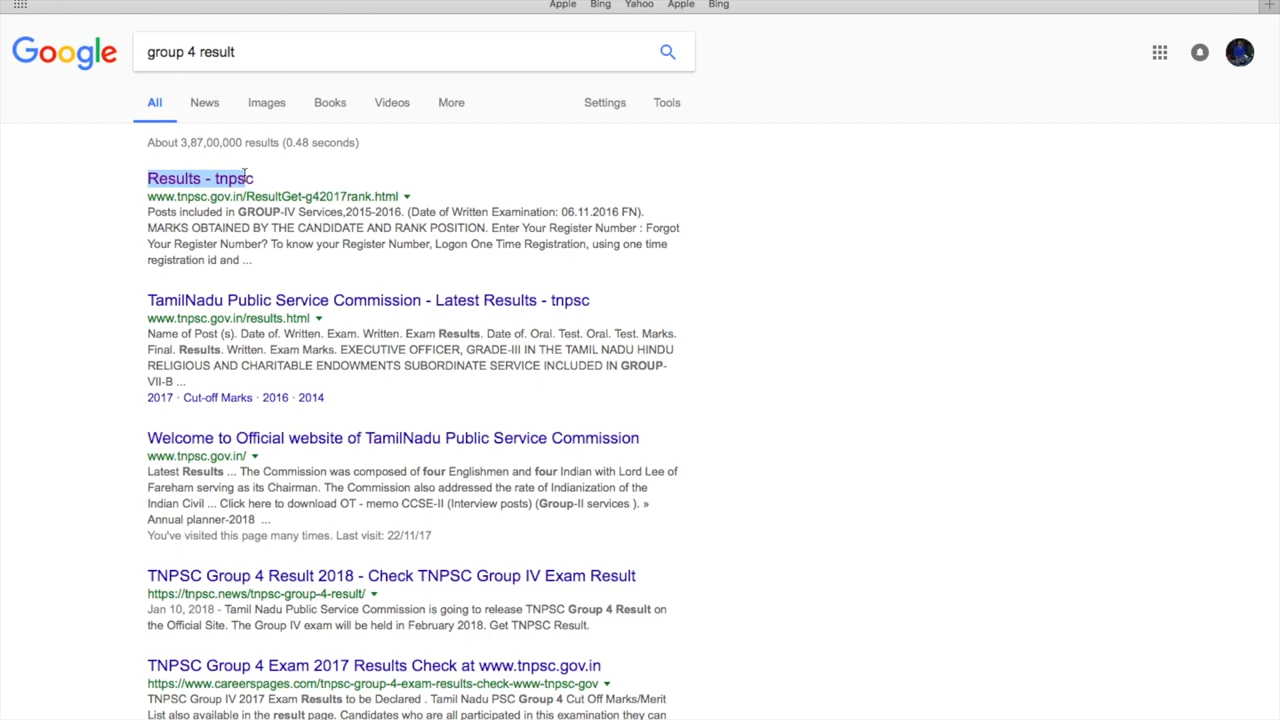 Apple Bing Yahoo Apple Bing
Google
group 4 result
All News Images Books Videos More Settings Tools
About 3,87,00,000 results (0.48 seconds)
Results - tnpsc
www.tnpsc.gov.in/ResultGet-g42017rank.html
Posts included in GROUP-IV Services,2015-2016. (Date of Written Examination: 06.11.2016 FN).
MARKS OBTAINED BY THE CANDIDATE AND RANK POSITION. Enter Your Register Number : Forgot
Your Register Number? To know your Register Number, Logon One Time Registration, using one time
registration id and ...
TamilNadu Public Service Commission - Latest Results - tnpsc
www.tnpsc.gov.in/results.html
Name of Post (s). Date of. Written. Exam. Written. Exam Results. Date of. Oral. Test. Oral. Test. Marks.
Final. Results. Written. Exam Marks. EXECUTIVE OFFICER, GRADE-III IN THE TAMIL NADU HINDU
RELIGIOUS AND CHARITABLE ENDOWMENTS SUBORDINATE SERVICE INCLUDED IN GROUP-
VII-B ...
2017 · Cut-off Marks · 2016 · 2014
Welcome to Official website of TamilNadu Public Service Commission
www.tnpsc.gov.in/
Latest Results ... The Commission was composed of four Englishmen and four Indian with Lord Lee of
Fareham serving as its Chairman. The Commission also addressed the rate of Indianization of the
Indian Civil ... Click here to download OT - memo CCSE-II (Interview posts) (Group-II services ). »
Annual planner-2018 ...
You've visited this page many times. Last visit: 22/11/17
TNPSC Group 4 Result 2018 - Check TNPSC Group IV Exam Result
https://tnpsc.news/tnpsc-group-4-result/
Jan 10, 2018 - Tamil Nadu Public Service Commission is going to release TNPSC Group 4 Result on
the Official Site. The Group IV exam will be held in February 2018. Get TNPSC Result.
TNPSC Group 4 Exam 2017 Results Check at www.tnpsc.gov.in
https://www.careerspages.com/tnpsc-group-4-exam-results-check-www-tnpsc-gov
TNPSC Group IV 2017 Exam Results to be Declared . Tamil Nadu PSC Group 4 Cut Off Marks/Merit
List also available in the result page. Candidates who are all participated in this examination they can